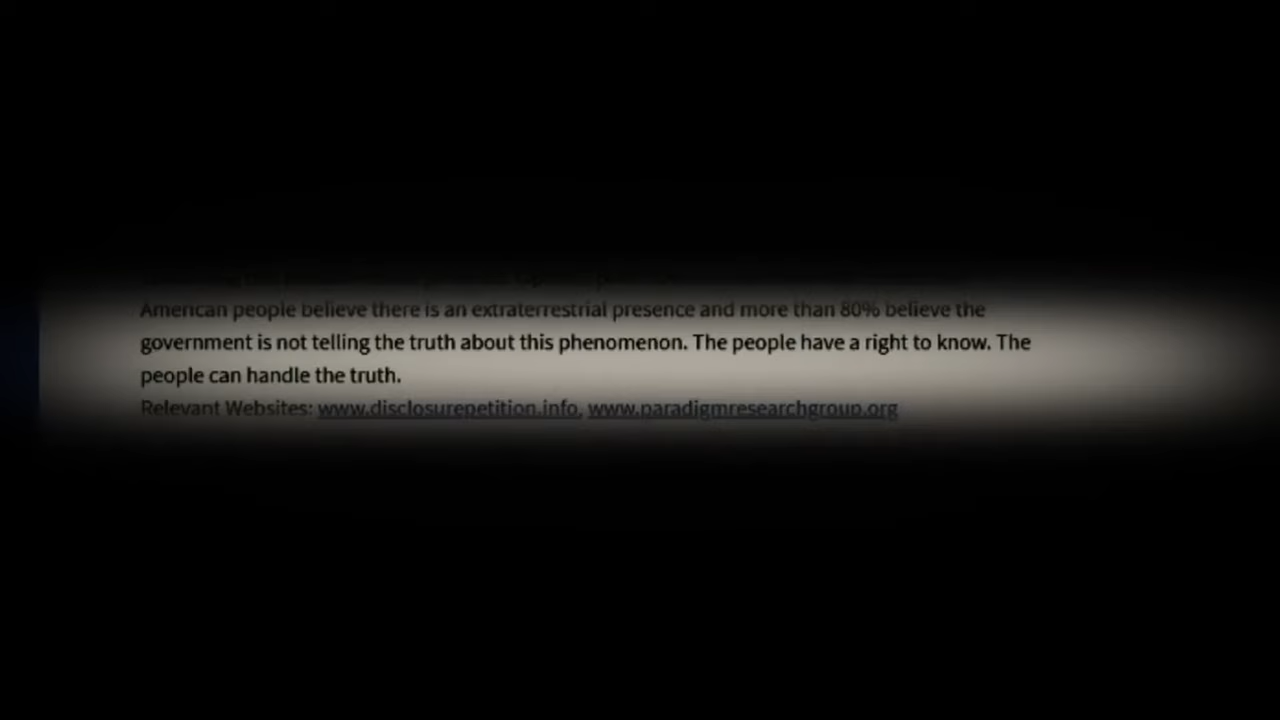 American people believe there is an extraterrestrial presence and more than 80% believe the
government is not telling the truth about this phenomenon. The people have a right to know. The
people can handle the truth.
Relevant Websites: www.disclosurepetition.info, www.paradigmresearchgroup.org